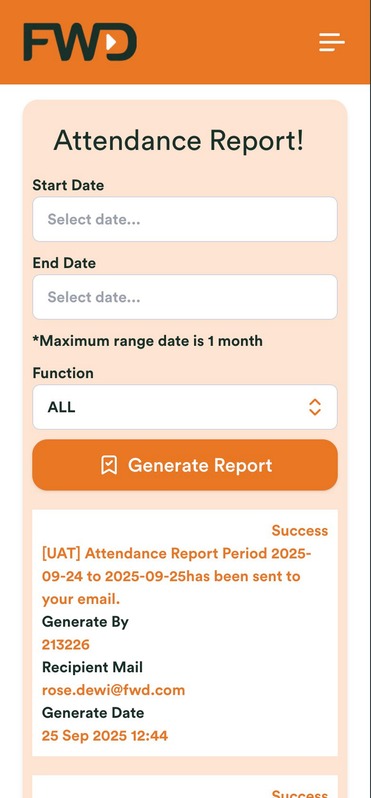 FWD
Attendance Report!
Start Date
Select date...
End Date
Select date...
*Maximum range date is 1 month
Function
ALL
Generate Report
Success
[UAT] Attendance Report Period 2025-
09-24 to 2025-09-25has been sent to
your email.
Generate By
213226
Recipient Mail
rose.dewi@fwd.com
Generate Date
25 Sep 2025 12:44
Success